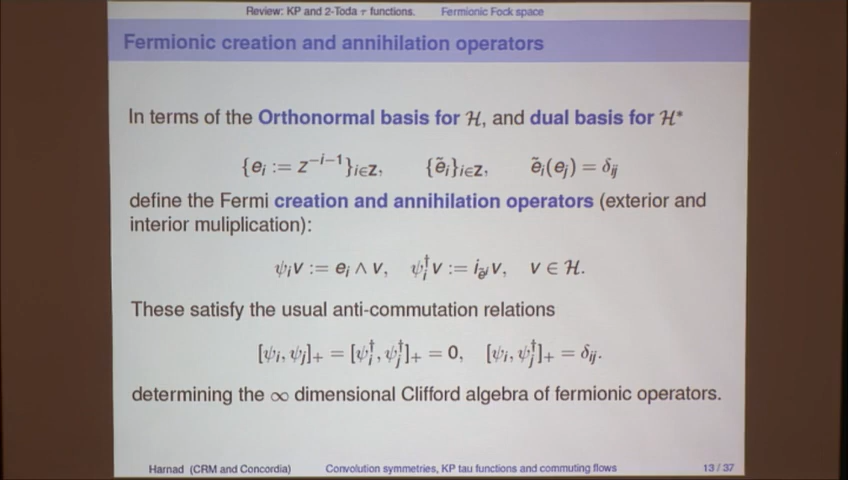 Review: KP and 2-Toda τ functions. Fermionic Fock space
Fermionic creation and annihilation operators
In terms of the Orthonormal basis for ℋ, and dual basis for ℋ*
{eᵢ := z⁻ⁱ⁻¹}ᵢ∈Z, {ẽᵢ}ᵢ∈Z, ẽᵢ(eⱼ) = δᵢⱼ
define the Fermi creation and annihilation operators (exterior and
interior muliplication):
ψᵢv := eᵢ ∧ v, ψᵢ†v := i_ẽⁱ v, v ∈ ℋ.
These satisfy the usual anti-commutation relations
[ψᵢ, ψⱼ]₊ = [ψᵢ†, ψⱼ†]₊ = 0, [ψᵢ, ψⱼ†]₊ = δᵢⱼ.
determining the ∞ dimensional Clifford algebra of fermionic operators.
Harnad (CRM and Concordia) Convolution symmetries, KP tau functions and commuting flows 13 / 37